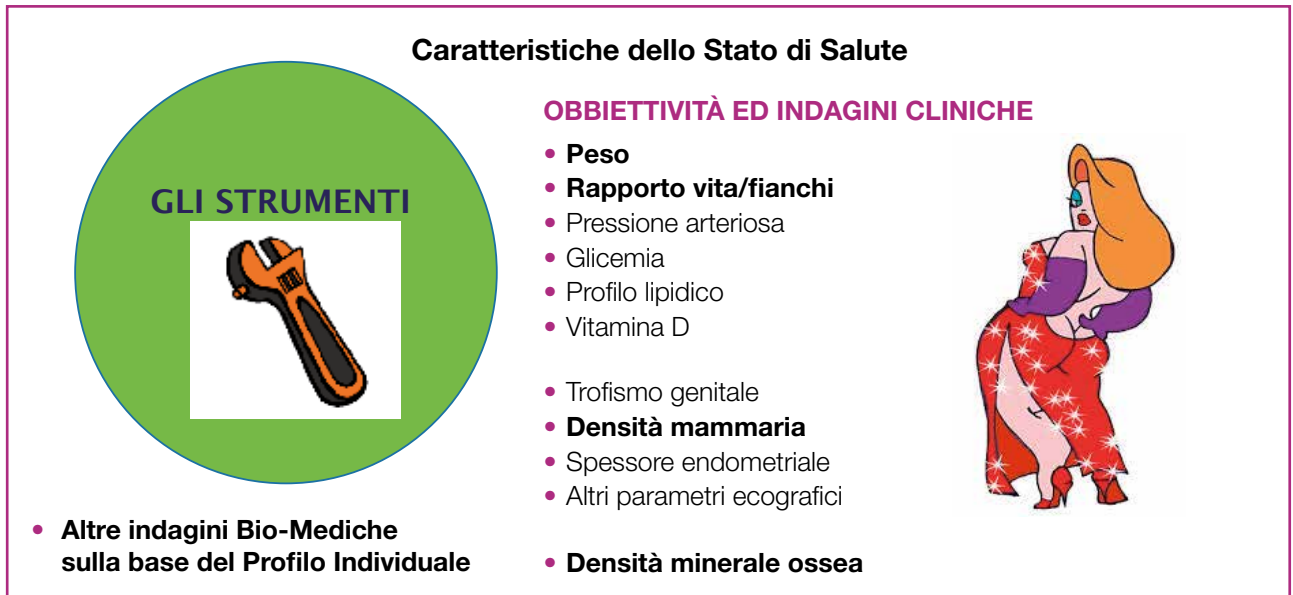 Caratteristiche dello Stato di Salute
GLI STRUMENTI
• Altre indagini Bio-Mediche
sulla base del Profilo Individuale
OBBIETTIVITÀ ED INDAGINI CLINICHE
• Peso
• Rapporto vita/fianchi
• Pressione arteriosa
• Glicemia
• Profilo lipidico
• Vitamina D
• Trofismo genitale
• Densità mammaria
• Spessore endometriale
• Altri parametri ecografici
• Densità minerale ossea